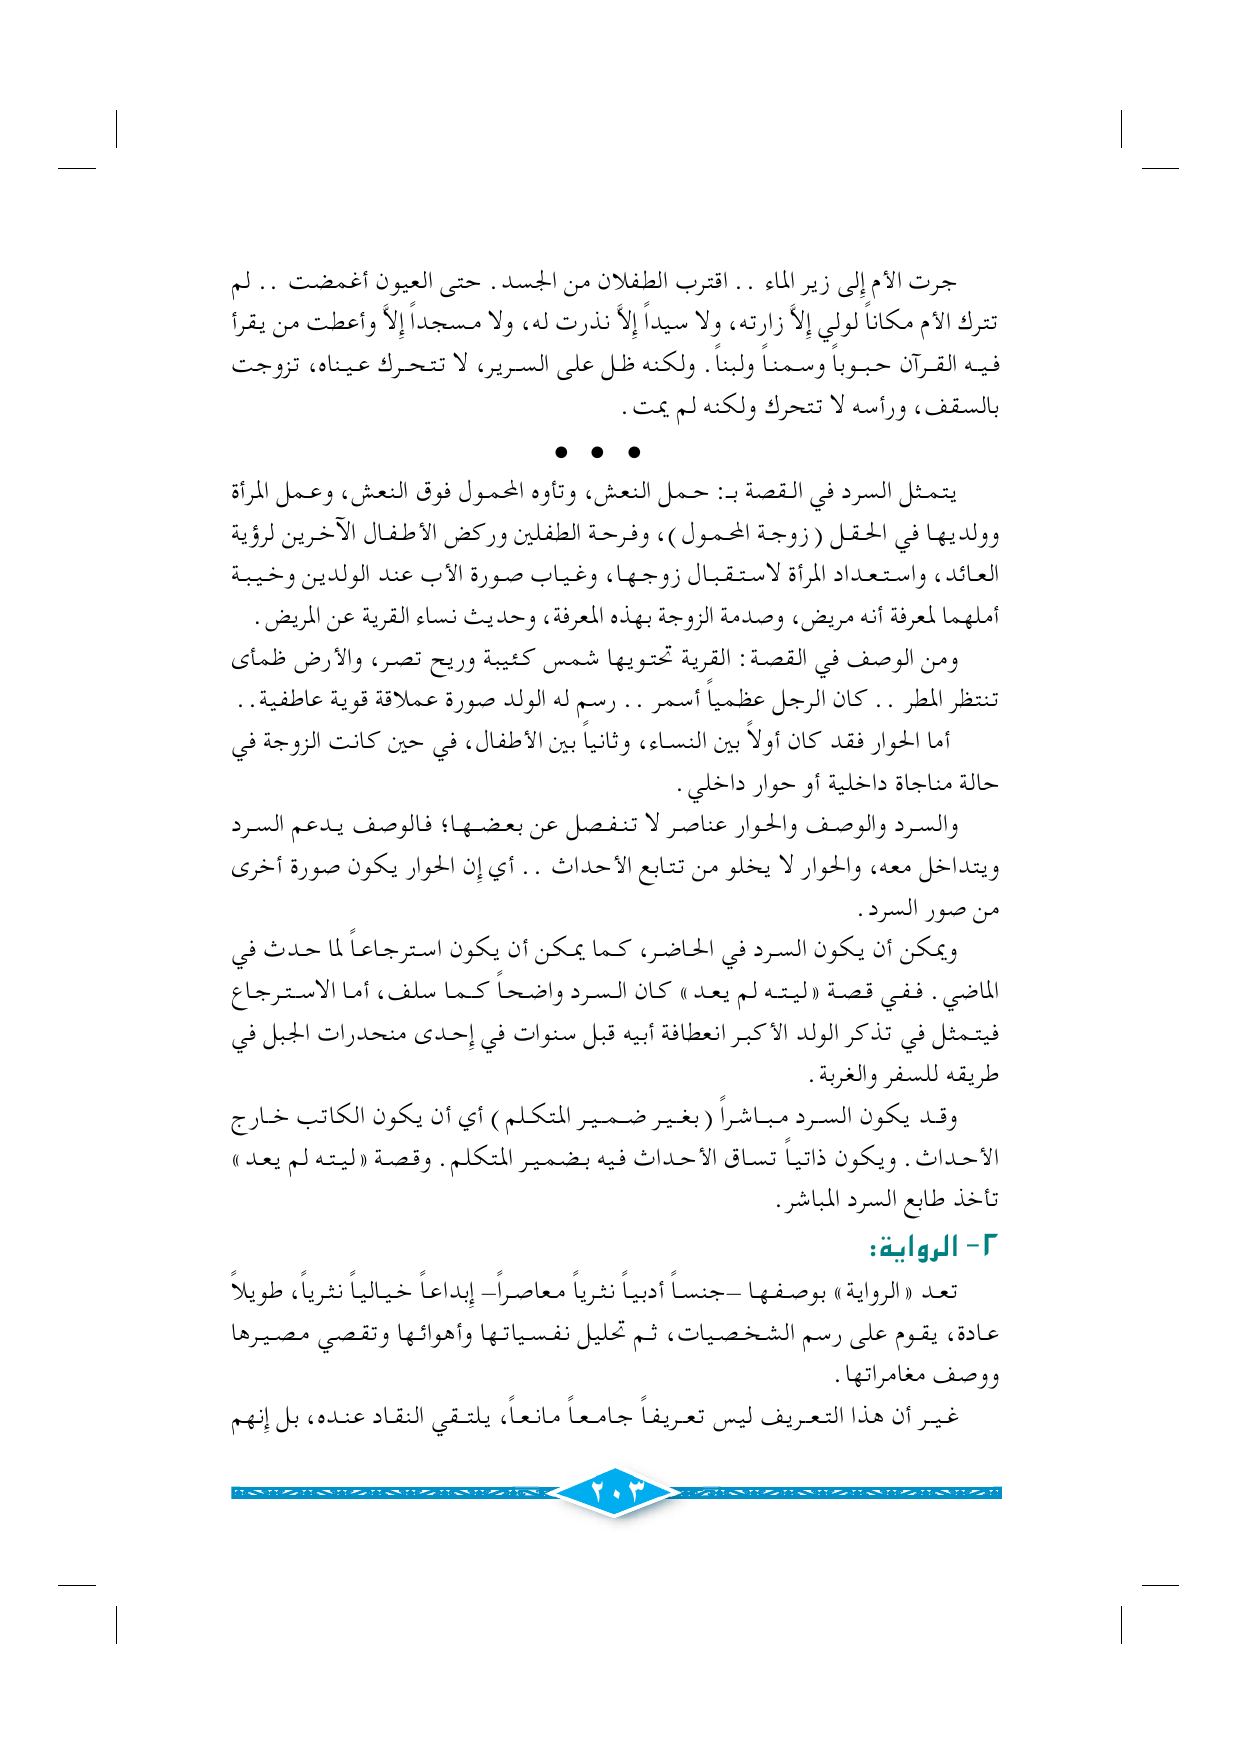 جرت الأم إِلى زير الماء .. اقترب الطفلان من الجسد. حتى العيون أغمضت .. لم
تترك الأم مكاناً لولي إِلاَّ زارته، ولا سيداً إِلاَّ نذرت له، ولا مسجداً إِلاَّ وأعطت من يقرأ
فيه القرآن حبوباً وسمناً ولبناً. ولكنه ظل على السرير، لا تتحرك عيناه، تزوجت
بالسقف، ورأسه لا تتحرك ولكنه لم يمت.
● ● ●
يتمثل السرد في القصة بـ: حمل النعش، وتأوه المحمول فوق النعش، وعمل المرأة
وولديها في الحقل (زوجة المحمول)، وفرحة الطفلين وركض الأطفال الآخرين لرؤية
العائد، واستعداد المرأة لاستقبال زوجها، وغياب صورة الأب عند الولدين وخيبة
أملهما لمعرفة أنه مريض، وصدمة الزوجة بهذه المعرفة، وحديث نساء القرية عن المريض.
ومن الوصف في القصة: القرية تحتويها شمس كئيبة وريح تصر، والأرض ظمأى
تنتظر المطر .. كان الرجل عظمياً أسمر .. رسم له الولد صورة عملاقة قوية عاطفية..
أما الحوار فقد كان أولاً بين النساء، وثانياً بين الأطفال، في حين كانت الزوجة في
حالة مناجاة داخلية أو حوار داخلي.
والسرد والوصف والحوار عناصر لا تنفصل عن بعضها؛ فالوصف يدعم السرد
ويتداخل معه، والحوار لا يخلو من تتابع الأحداث .. أي إِن الحوار يكون صورة أخرى
من صور السرد.
ويمكن أن يكون السرد في الحاضر، كما يمكن أن يكون استرجاعاً لما حدث في
الماضي. ففي قصة «ليته لم يعد» كان السرد واضحاً كما سلف، أما الاسترجاع
فيتمثل في تذكر الولد الأكبر انعطافة أبيه قبل سنوات في إِحدى منحدرات الجبل في
طريقه للسفر والغربة.
وقد يكون السرد مباشراً (بغير ضمير المتكلم) أي أن يكون الكاتب خارج
الأحداث. ويكون ذاتياً تساق الأحداث فيه بضمير المتكلم. وقصة «ليته لم يعد»
تأخذ طابع السرد المباشر.
٢- الرواية:
تعد «الرواية» بوصفها –جنساً أدبياً نثرياً معاصراً– إِبداعاً خيالياً نثرياً، طويلاً
عادة، يقوم على رسم الشخصيات، ثم تحليل نفسياتها وأهوائها وتقصي مصيرها
ووصف مغامراتها.
غير أن هذا التعريف ليس تعريفاً جامعاً مانعاً، يلتقي النقاد عنده، بل إِنهم
٢٠٣